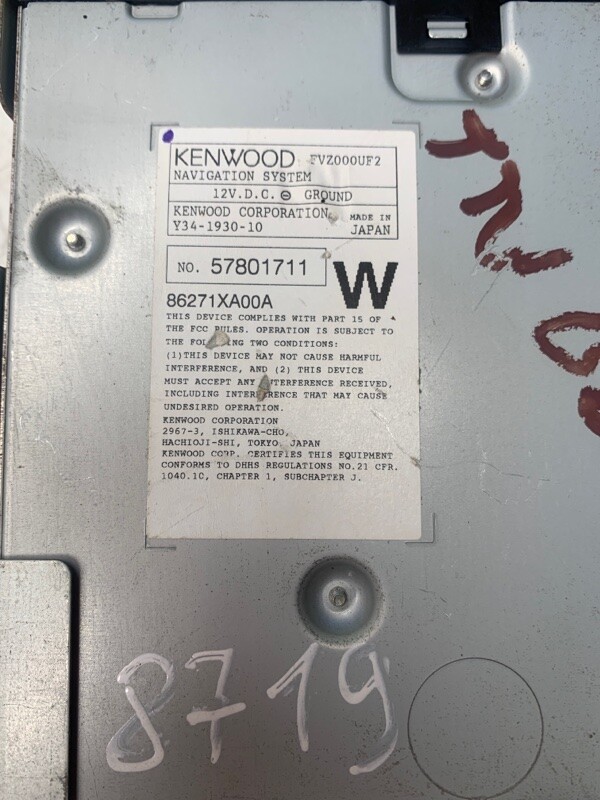 KENWOOD FVZ000UF2
NAVIGATION SYSTEM
12V.D.C. ⊖ GROUND
KENWOOD CORPORATION
Y34-1930-10
MADE IN
JAPAN
NO. 57801711
W
86271XA00A
THIS DEVICE COMPLIES WITH PART 15 OF
THE FCC RULES. OPERATION IS SUBJECT TO
THE FOLLOWING TWO CONDITIONS:
(1)THIS DEVICE MAY NOT CAUSE HARMFUL
INTERFERENCE, AND (2) THIS DEVICE
MUST ACCEPT ANY INTERFERENCE RECEIVED,
INCLUDING INTERFERENCE THAT MAY CAUSE
UNDESIRED OPERATION.
KENWOOD CORPORATION
2967-3, ISHIKAWA-CHO,
HACHIOJI-SHI, TOKYO, JAPAN
KENWOOD CORP. CERTIFIES THIS EQUIPMENT
CONFORMS TO DHHS REGULATIONS NO.21 CFR.
1040.1C, CHAPTER 1, SUBCHAPTER J.
8719